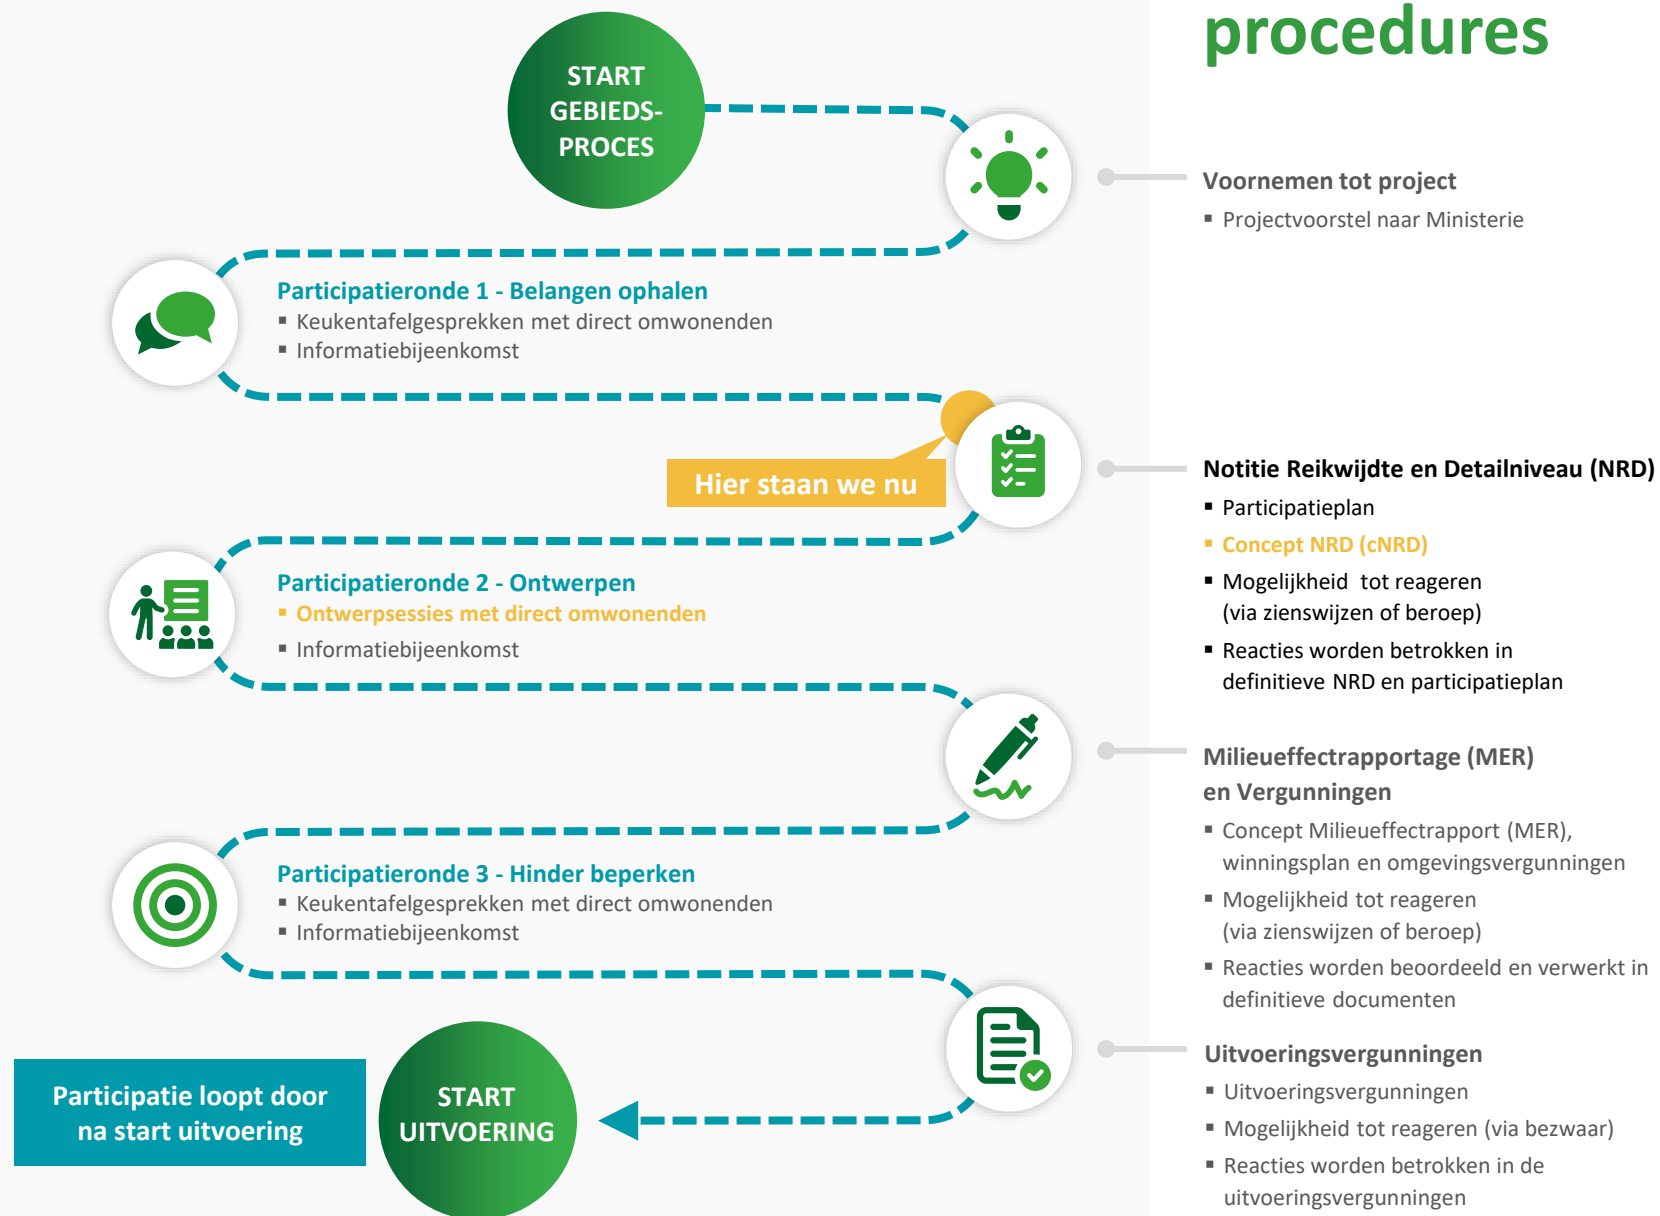 procedures
START
GEBIEDS-
PROCES
Voornemen tot project
▪ Projectvoorstel naar Ministerie
Participatieronde 1 - Belangen ophalen
▪ Keukentafelgesprekken met direct omwonenden
▪ Informatiebijeenkomst
Hier staan we nu
Notitie Reikwijdte en Detailniveau (NRD)
▪ Participatieplan
▪ Concept NRD (cNRD)
▪ Mogelijkheid tot reageren
(via zienswijzen of beroep)
▪ Reacties worden betrokken in
definitieve NRD en participatieplan
Participatieronde 2 - Ontwerpen
▪ Ontwerpsessies met direct omwonenden
▪ Informatiebijeenkomst
Milieueffectrapportage (MER)
en Vergunningen
▪ Concept Milieueffectrapport (MER),
winningsplan en omgevingsvergunningen
▪ Mogelijkheid tot reageren
(via zienswijzen of beroep)
▪ Reacties worden beoordeeld en verwerkt in
definitieve documenten
Participatieronde 3 - Hinder beperken
▪ Keukentafelgesprekken met direct omwonenden
▪ Informatiebijeenkomst
Uitvoeringsvergunningen
▪ Uitvoeringsvergunningen
▪ Mogelijkheid tot reageren (via bezwaar)
▪ Reacties worden betrokken in de
uitvoeringsvergunningen
START
UITVOERING
Participatie loopt door
na start uitvoering